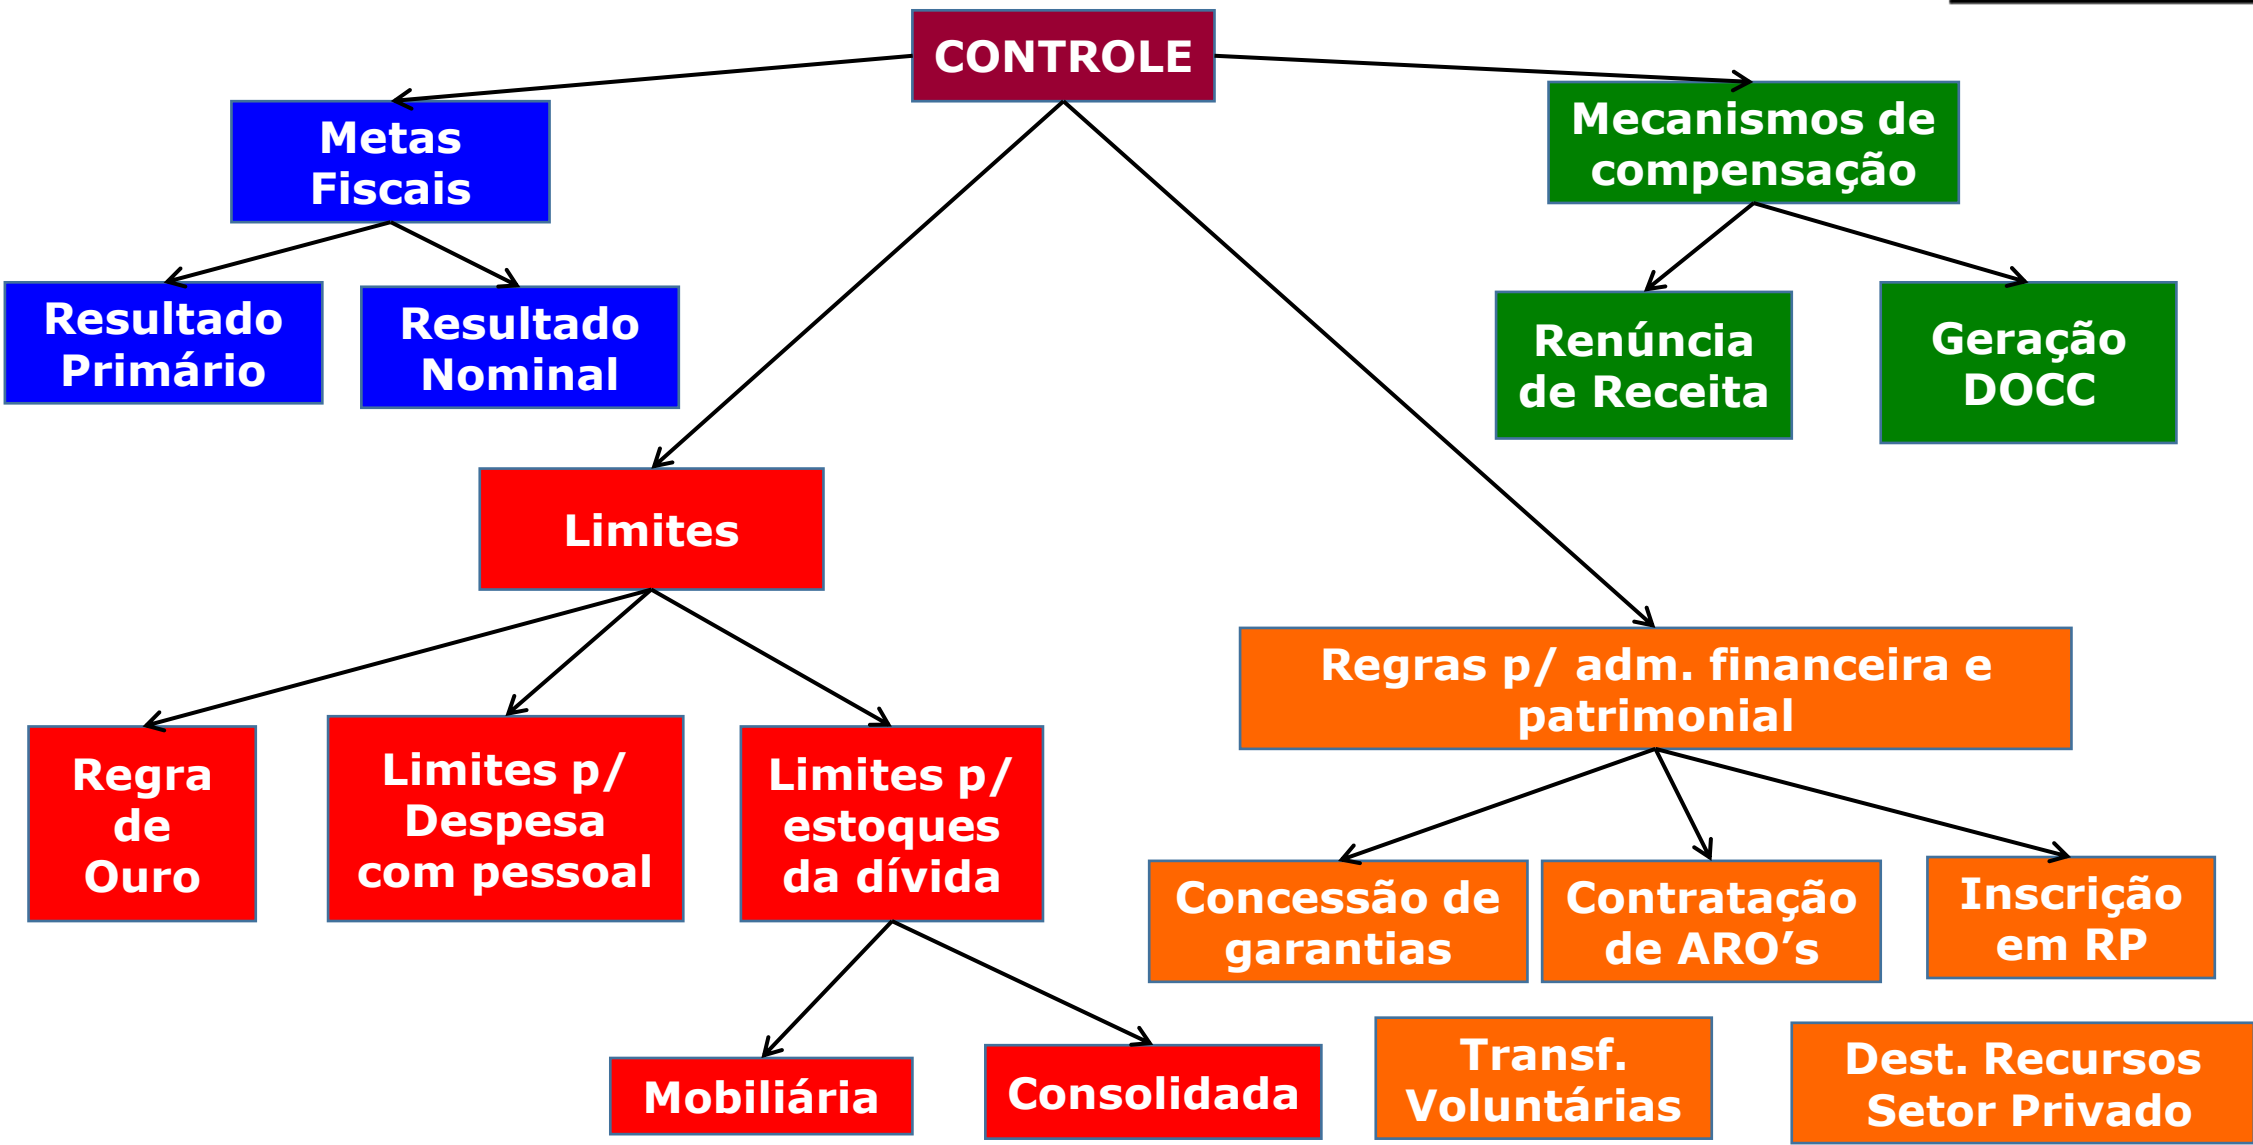 CONTROLE
Metas
Fiscais
Mecanismos de
compensação
Resultado
Primário
Resultado
Nominal
Renúncia
de Receita
Geração
DOCC
Limites
Regras p/ adm. financeira e
patrimonial
Regra
de
Ouro
Limites p/
Despesa
com pessoal
Limites p/
estoques
da dívida
Concessão de
garantias
Contratação
de ARO’s
Inscrição
em RP
Mobiliária
Consolidada
Transf.
Voluntárias
Dest. Recursos
Setor Privado